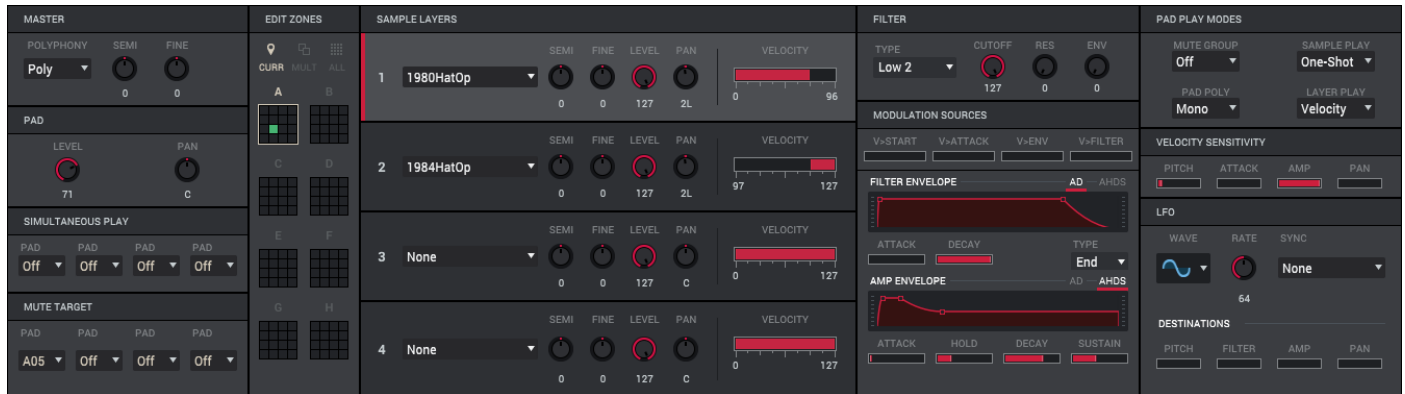 MASTER
POLYPHONY SEMI FINE
Poly
0 0
PAD
LEVEL PAN
71 C
SIMULTANEOUS PLAY
PAD PAD PAD PAD
Off Off Off Off
MUTE TARGET
PAD PAD PAD PAD
A05 Off Off Off
EDIT ZONES
CURR MULT ALL
A B
C D
E F
G H
SAMPLE LAYERS
SEMI FINE LEVEL PAN VELOCITY
1 1980HatOp
0 0 127 2L 0 96
SEMI FINE LEVEL PAN VELOCITY
2 1984HatOp
0 0 127 2L 97 127
SEMI FINE LEVEL PAN VELOCITY
3 None
0 0 127 C 0 127
SEMI FINE LEVEL PAN VELOCITY
4 None
0 0 127 C 0 127
FILTER
TYPE CUTOFF RES ENV
Low 2
127 0 0
MODULATION SOURCES
V>START V>ATTACK V>ENV V>FILTER
FILTER ENVELOPE AD AHDS
ATTACK DECAY TYPE
End
AMP ENVELOPE AD AHDS
ATTACK HOLD DECAY SUSTAIN
PAD PLAY MODES
MUTE GROUP SAMPLE PLAY
Off One-Shot
PAD POLY LAYER PLAY
Mono Velocity
VELOCITY SENSITIVITY
PITCH ATTACK AMP PAN
LFO
WAVE RATE SYNC
None
64
DESTINATIONS
PITCH FILTER AMP PAN